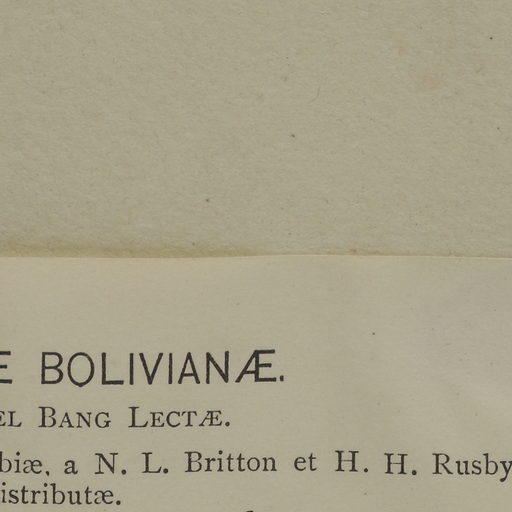 E BOLIVIANÆ.
EL BANG LECTÆ.
biæ, a N. L. Britton et H. H. Rusby
istributæ.